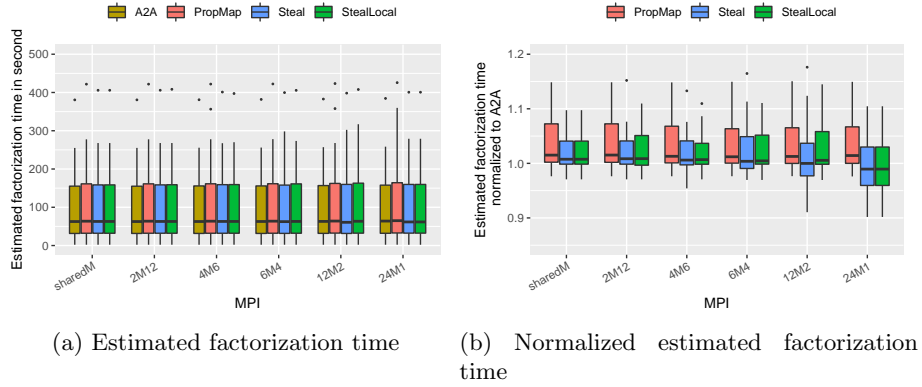 A2A PropMap Steal StealLocal
Estimated factorization time in second
500
400
300
200
100
0
sharedM 2M12 4M6 6M4 12M2 24M1
MPI
(a) Estimated factorization time
PropMap Steal StealLocal
Estimated factorization time
normalized to A2A
1.2
1.1
1.0
0.9
sharedM 2M12 4M6 6M4 12M2 24M1
MPI
(b) Normalized estimated factorization
time